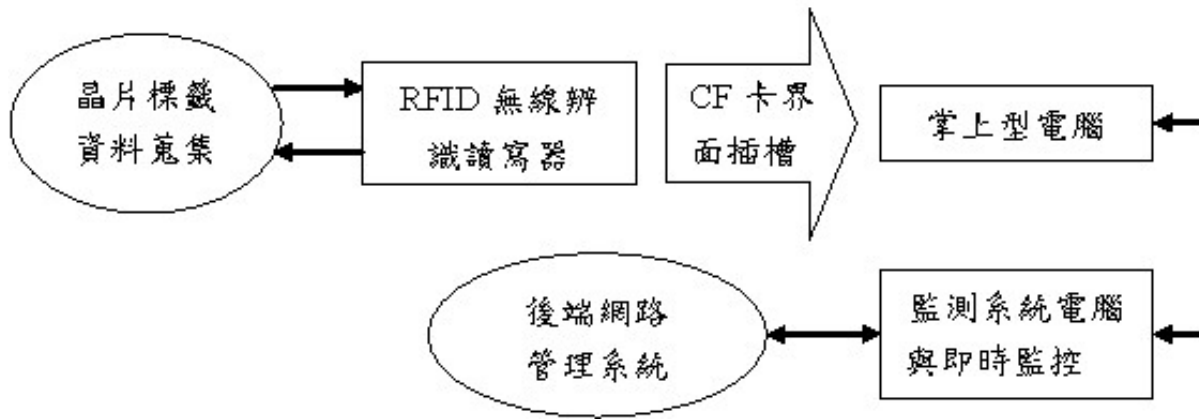 晶片標籤
資料蒐集
RFID 無線辨
識讀寫器
CF 卡界
面插槽
掌上型電腦
後端網路
管理系統
監測系統電腦
與即時監控